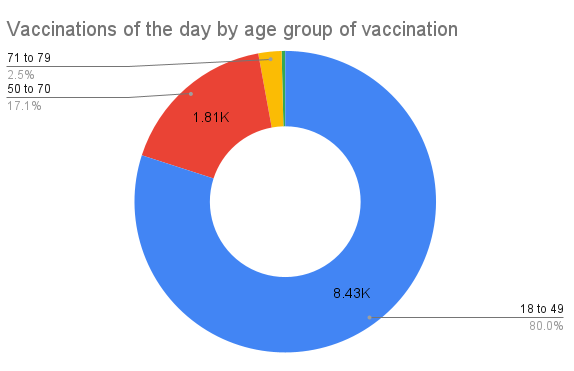 Vaccinations of the day by age group of vaccination
71 to 79
2.5%
50 to 70
17.1%
1.81K
8.43K
18 to 49
80.0%